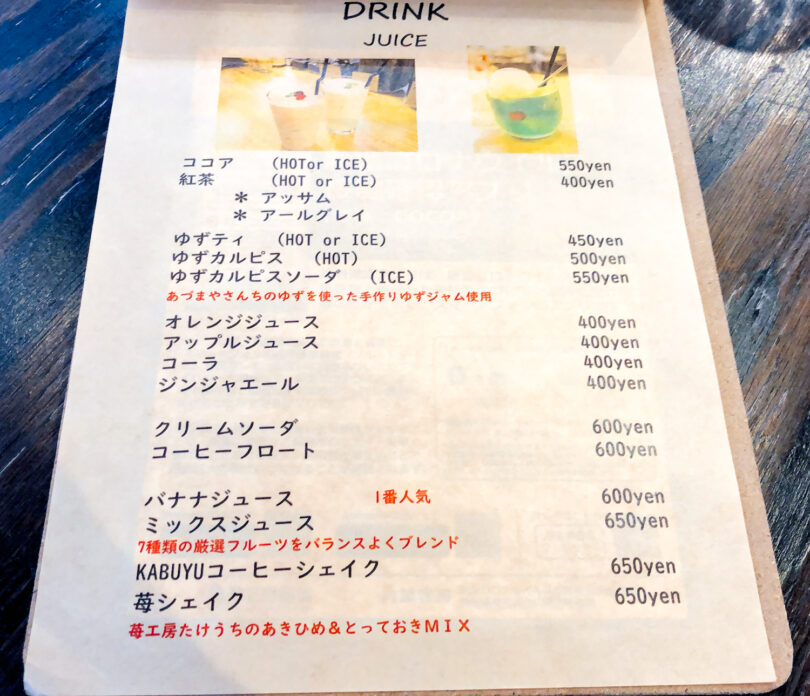 DRINK
JUICE
ココア (HOTor ICE) 550yen
紅茶 (HOT or ICE) 400yen
＊ アッサム
＊ アールグレイ
ゆずティ (HOT or ICE) 450yen
ゆずカルピス (HOT) 500yen
ゆずカルピスソーダ (ICE) 550yen
あづまやさんちのゆずを使った手作りゆずジャム使用
オレンジジュース 400yen
アップルジュース 400yen
コーラ 400yen
ジンジャエール 400yen
クリームソーダ 600yen
コーヒーフロート 600yen
バナナジュース 1番人気 600yen
ミックスジュース 650yen
7種類の厳選フルーツをバランスよくブレンド
KABUYUコーヒーシェイク 650yen
苺シェイク 650yen
苺工房たけうちのあきひめ＆とっておきＭＩＸ